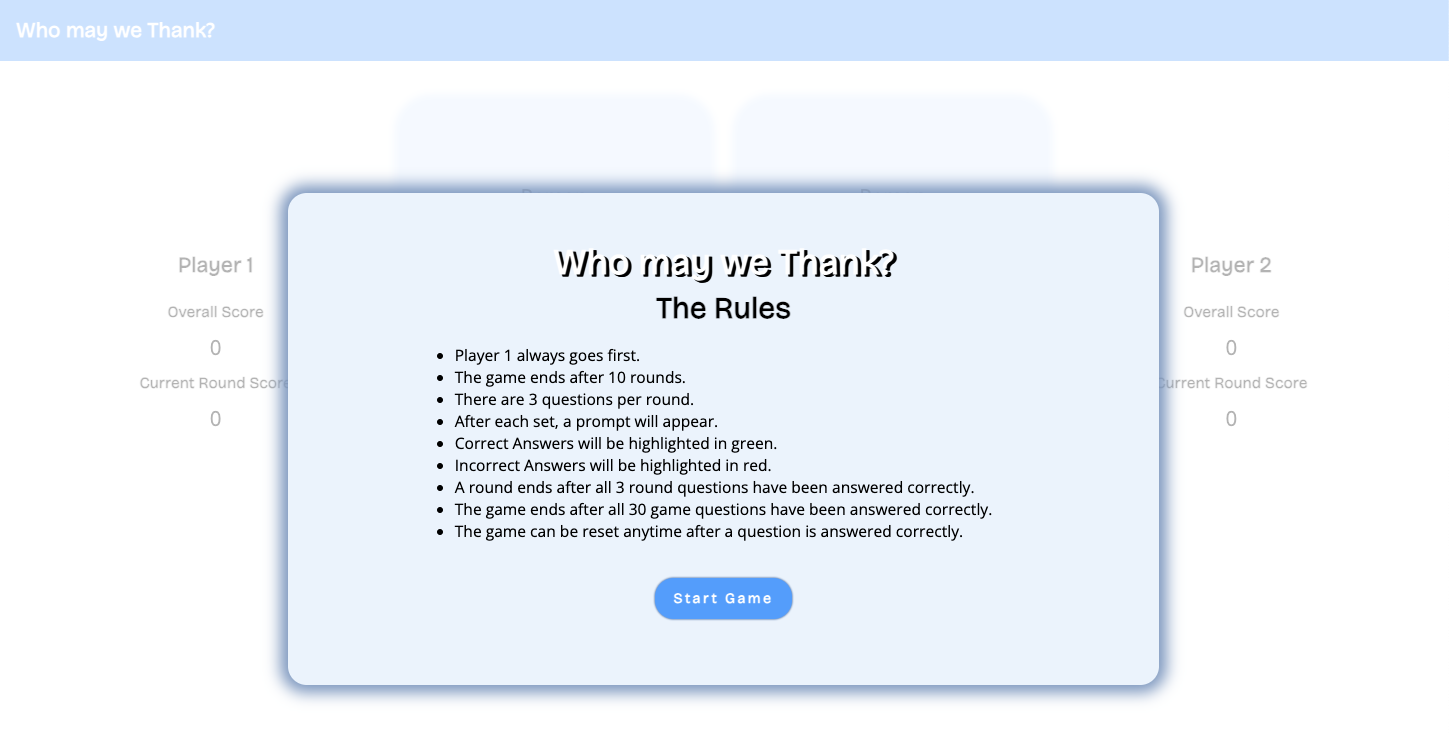 Who may we Thank?
Player 1
Overall Score
0
Current Round Score
0
Who may we Thank?
The Rules
Player 1 always goes first.
The game ends after 10 rounds.
There are 3 questions per round.
After each set, a prompt will appear.
Correct Answers will be highlighted in green.
Incorrect Answers will be highlighted in red.
A round ends after all 3 round questions have been answered correctly.
The game ends after all 30 game questions have been answered correctly.
The game can be reset anytime after a question is answered correctly.
Start Game
Player 2
Overall Score
0
Current Round Score
0